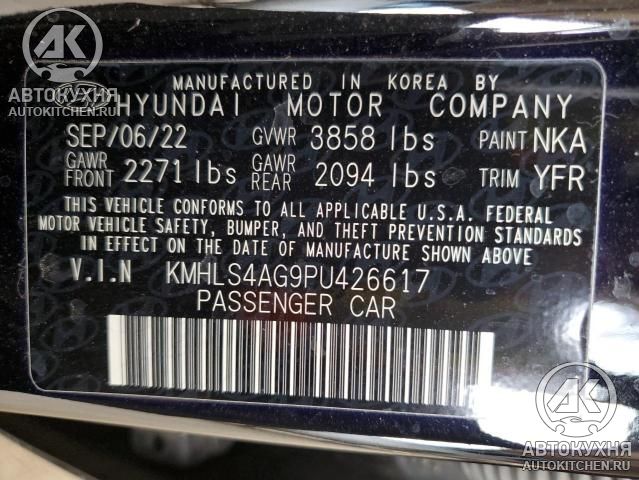 AK
АВТОКУХНЯ
AUTOKITCHEN.RU
MANUFACTURED IN KOREA BY
HYUNDAI MOTOR COMPANY
SEP/06/22 GVWR 3858 lbs PAINT NKA
GAWR FRONT 2271 lbs GAWR REAR 2094 lbs TRIM YFR
THIS VEHICLE CONFORMS TO ALL APPLICABLE U.S.A. FEDERAL
MOTOR VEHICLE SAFETY, BUMPER, AND THEFT PREVENTION STANDARDS
IN EFFECT ON THE DATE OF MANUFACTURE SHOWN ABOVE.
V.I.N KMHLS4AG9PU426617
PASSENGER CAR
AK
АВТОКУХНЯ
AUTOKITCHEN.RU